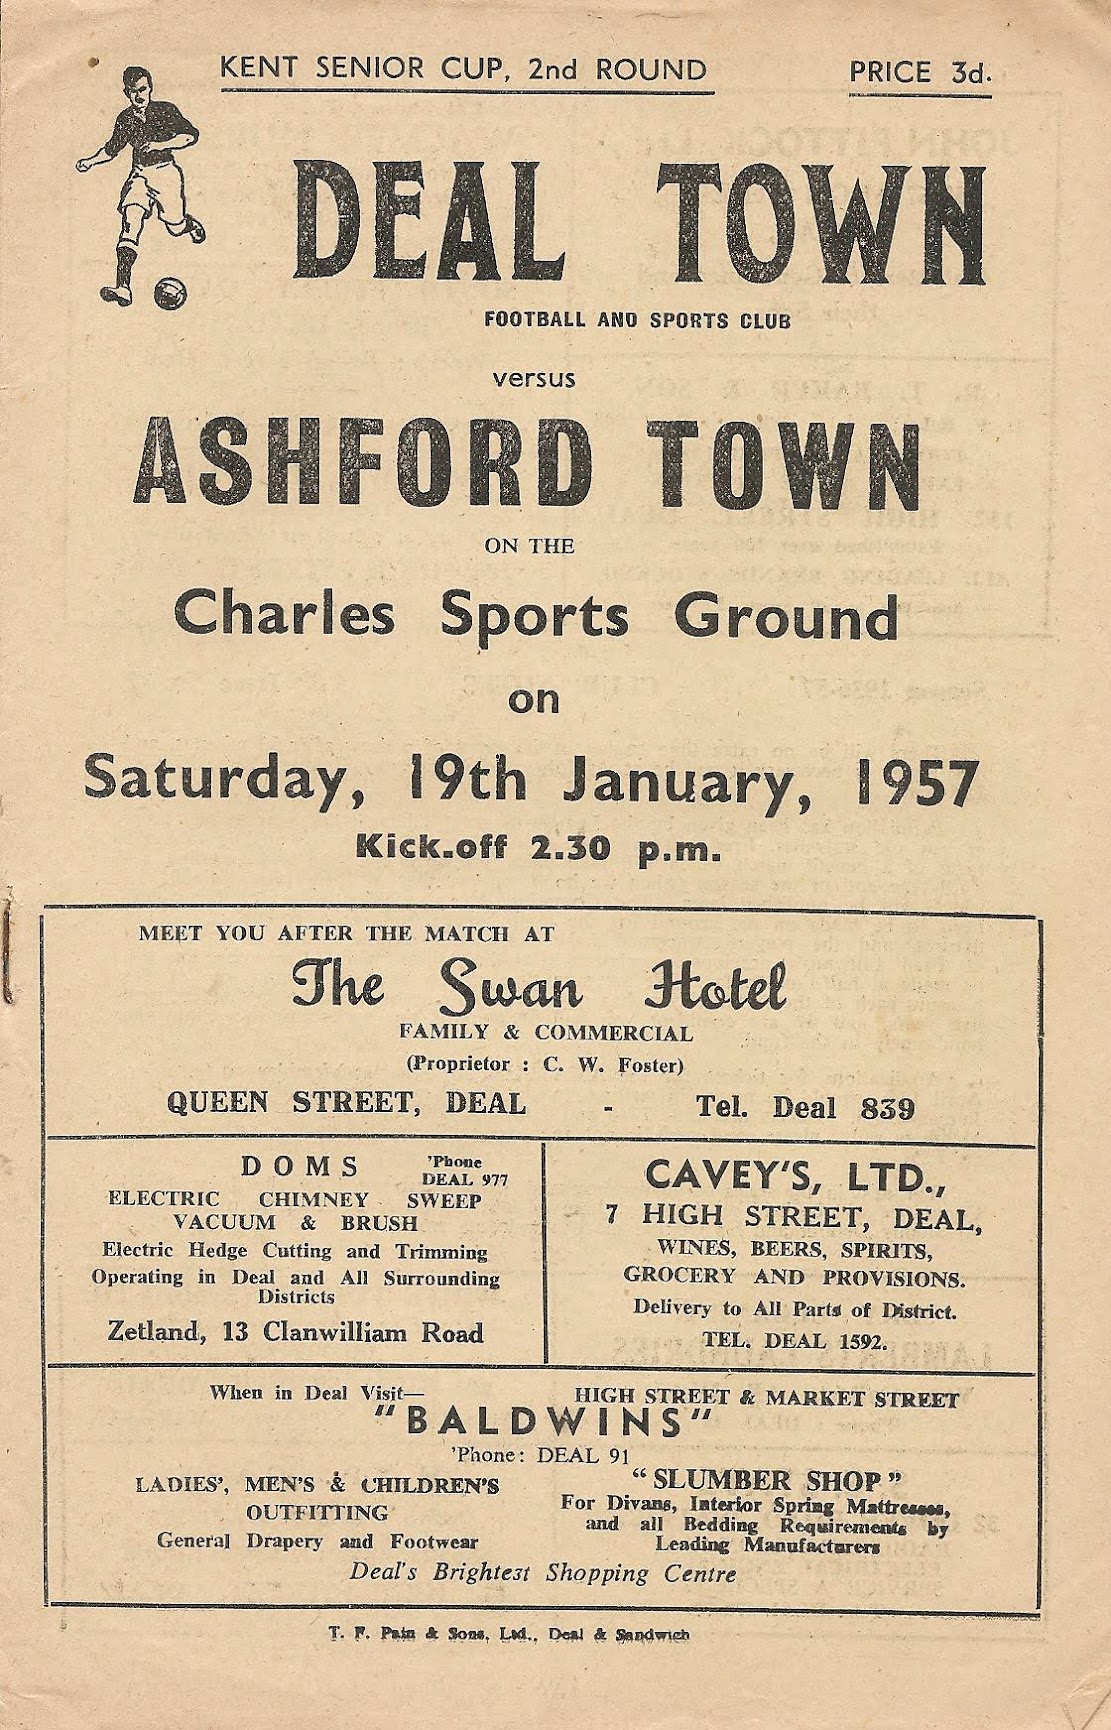 KENT SENIOR CUP, 2nd ROUND
PRICE 3d.
DEAL TOWN
FOOTBALL AND SPORTS CLUB
versus
ASHFORD TOWN
ON THE
Charles Sports Ground
on
Saturday, 19th January, 1957
Kick.off 2.30 p.m.
MEET YOU AFTER THE MATCH AT
The Swan Hotel
FAMILY & COMMERCIAL
(Proprietor : C. W. Foster)
QUEEN STREET, DEAL - Tel. Deal 839
DOMS
'Phone
DEAL 977
ELECTRIC CHIMNEY SWEEP
VACUUM & BRUSH
Electric Hedge Cutting and Trimming
Operating in Deal and All Surrounding
Districts
Zetland, 13 Clanwilliam Road
CAVEY'S, LTD.,
7 HIGH STREET, DEAL,
WINES, BEERS, SPIRITS,
GROCERY AND PROVISIONS.
Delivery to All Parts of District.
TEL. DEAL 1592.
When in Deal Visit—
HIGH STREET & MARKET STREET
"BALDWINS"
'Phone: DEAL 91
LADIES', MEN'S & CHILDREN'S
OUTFITTING
General Drapery and Footwear
"SLUMBER SHOP"
For Divans, Interior Spring Mattresses,
and all Bedding Requirements by
Leading Manufacturers
Deal's Brightest Shopping Centre
T. F. Pain & Sons, Ltd., Deal & Sandwich